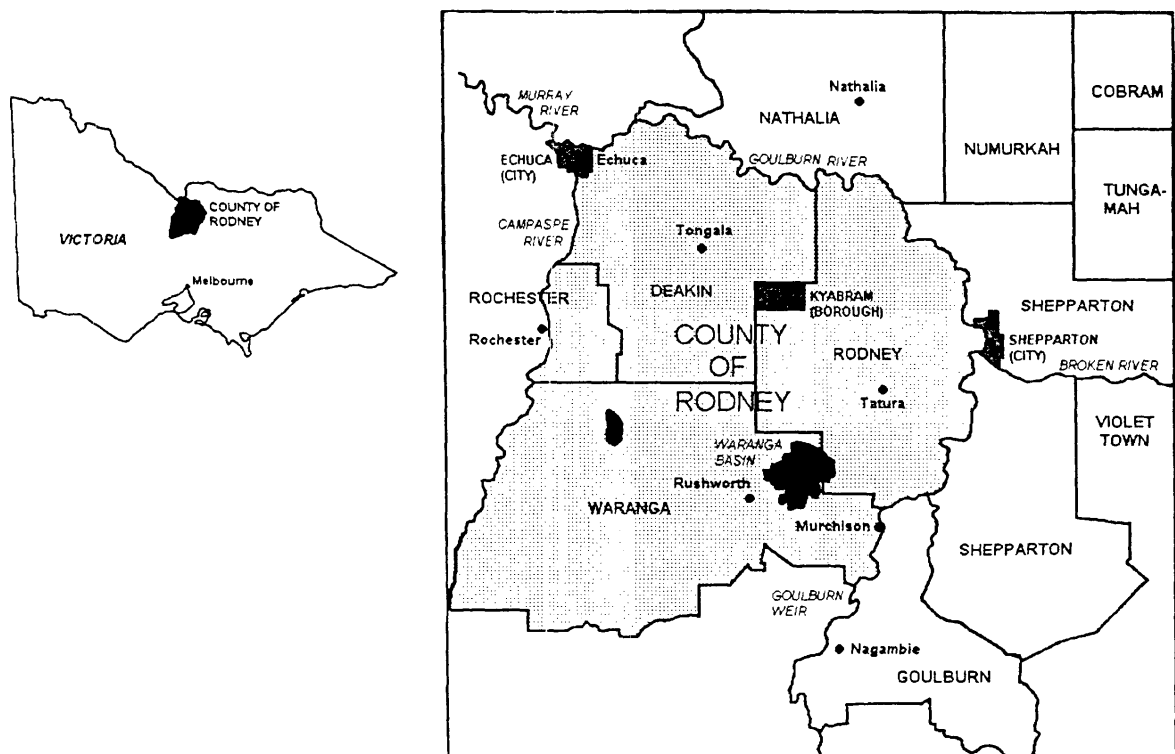 VICTORIA
COUNTY OF
RODNEY
Melbourne
MURRAY
RIVER
Nathalia
NATHALIA
COBRAM
NUMURKAH
TUNGA-
MAH
ECHUCA
(CITY)
Echuca
GOULBURN RIVER
CAMPASPE
RIVER
Tongala
ROCHESTER
Rochester
DEAKIN
KYABRAM
(BOROUGH)
SHEPPARTON
SHEPPARTON
(CITY)
BROKEN RIVER
COUNTY
OF
RODNEY
RODNEY
Tatura
VIOLET
TOWN
WARANGA
BASIN
Rushworth
WARANGA
Murchison
SHEPPARTON
GOULBURN
WEIR
Nagambie
GOULBURN